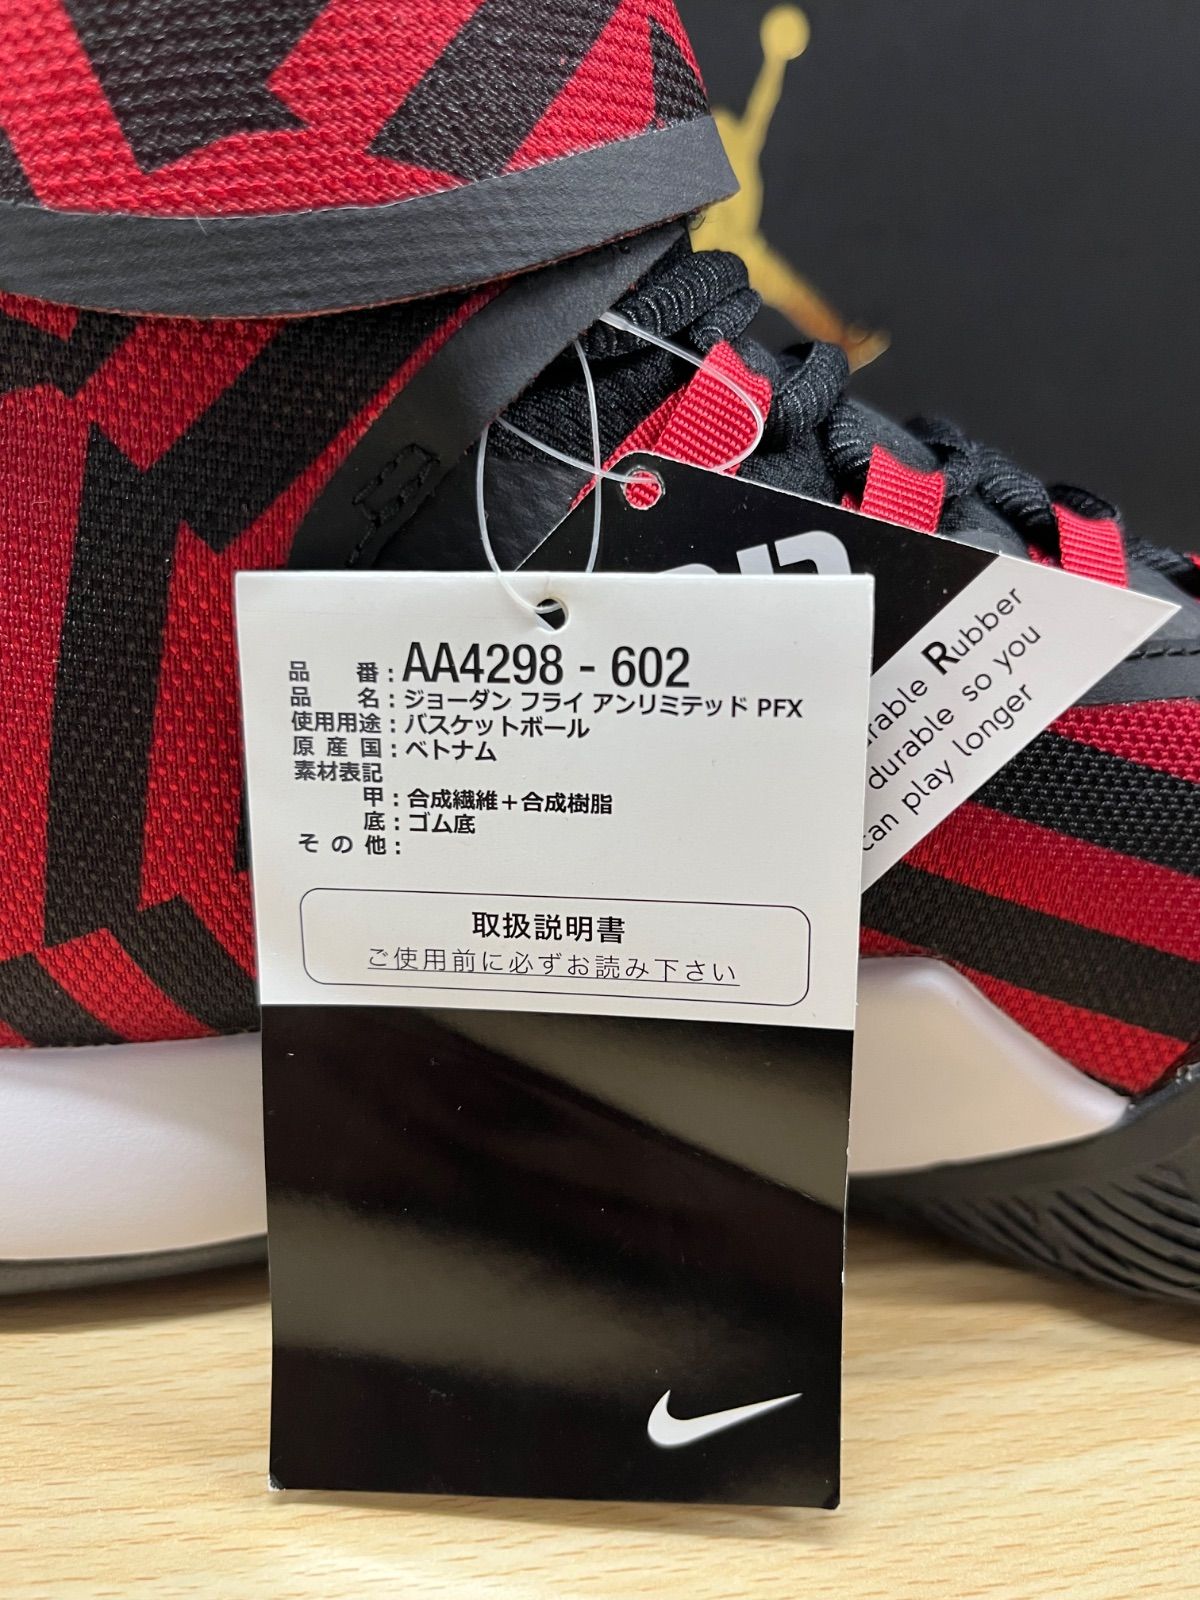 品 番 : AA4298 - 602
品 名 : ジョーダン フライ アンリミテッド PFX
使用用途 : バスケットボール
原 産 国 : ベトナム
素材表記
甲 : 合成繊維＋合成樹脂
底 : ゴム底
そ の 他 :
取扱説明書
ご使用前に必ずお読み下さい
Rubber
durable so you
can play longer